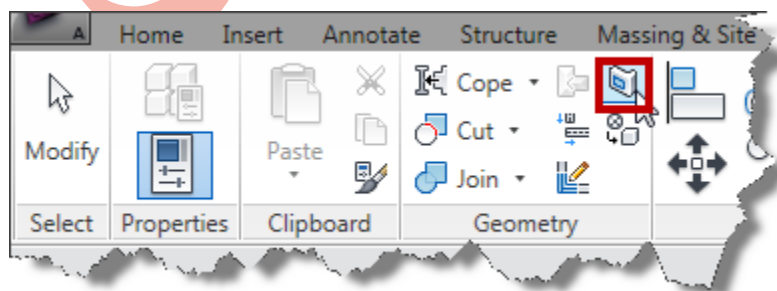 A Home Insert Annotate Structure Massing & Site
Cope
Cut
Modify Paste
Join
Select Properties Clipboard Geometry